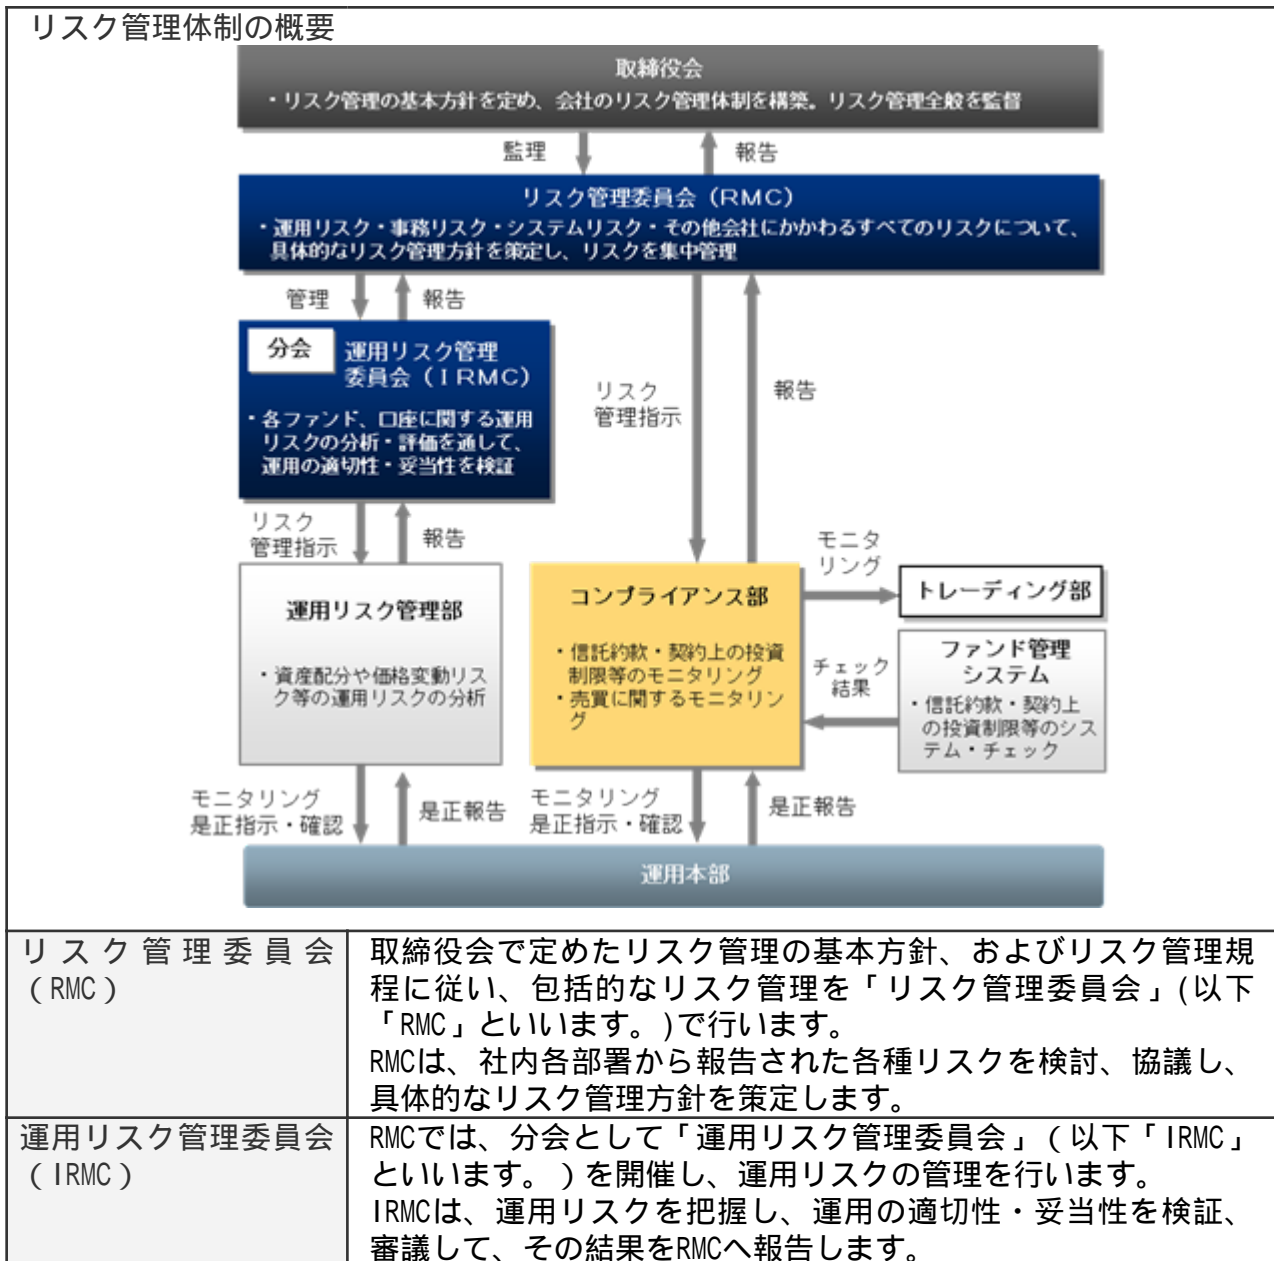 リスク管理体制の概要
取締役会
・リスク管理の基本方針を定め、会社のリスク管理体制を構築。リスク管理全般を監督
監理
報告
リスク管理委員会（RMC）
・運用リスク・事務リスク・システムリスク・その他会社にかかわるすべてのリスクについて、
具体的なリスク管理方針を策定し、リスクを集中管理
管理
報告
分会
運用リスク管理
委員会（IRMC）
・各ファンド、口座に関する運用
リスクの分析・評価を通して、
運用の適切性・妥当性を検証
リスク
管理指示
報告
リスク
管理指示
報告
運用リスク管理部
・資産配分や価格変動リス
ク等の運用リスクの分析
コンプライアンス部
・信託約款・契約上の投資
制限等のモニタリング
・売買に関するモニタリン
グ
モニタ
リング
トレーディング部
チェック
結果
ファンド管理
システム
・信託約款・契約上
の投資制限等のシス
テム・チェック
モニタリング
是正指示・確認
是正報告
モニタリング
是正指示・確認
是正報告
運用本部
リスク管理委員会
（RMC）
取締役会で定めたリスク管理の基本方針、およびリスク管理規
程に従い、包括的なリスク管理を「リスク管理委員会」(以下
「RMC」といいます。)で行います。
RMCは、社内各部署から報告された各種リスクを検討、協議し、
具体的なリスク管理方針を策定します。
運用リスク管理委員会
（IRMC）
RMCでは、分会として「運用リスク管理委員会」（以下「IRMC」
といいます。）を開催し、運用リスクの管理を行います。
IRMCは、運用リスクを把握し、運用の適切性・妥当性を検証、
審議して、その結果をRMCへ報告します。